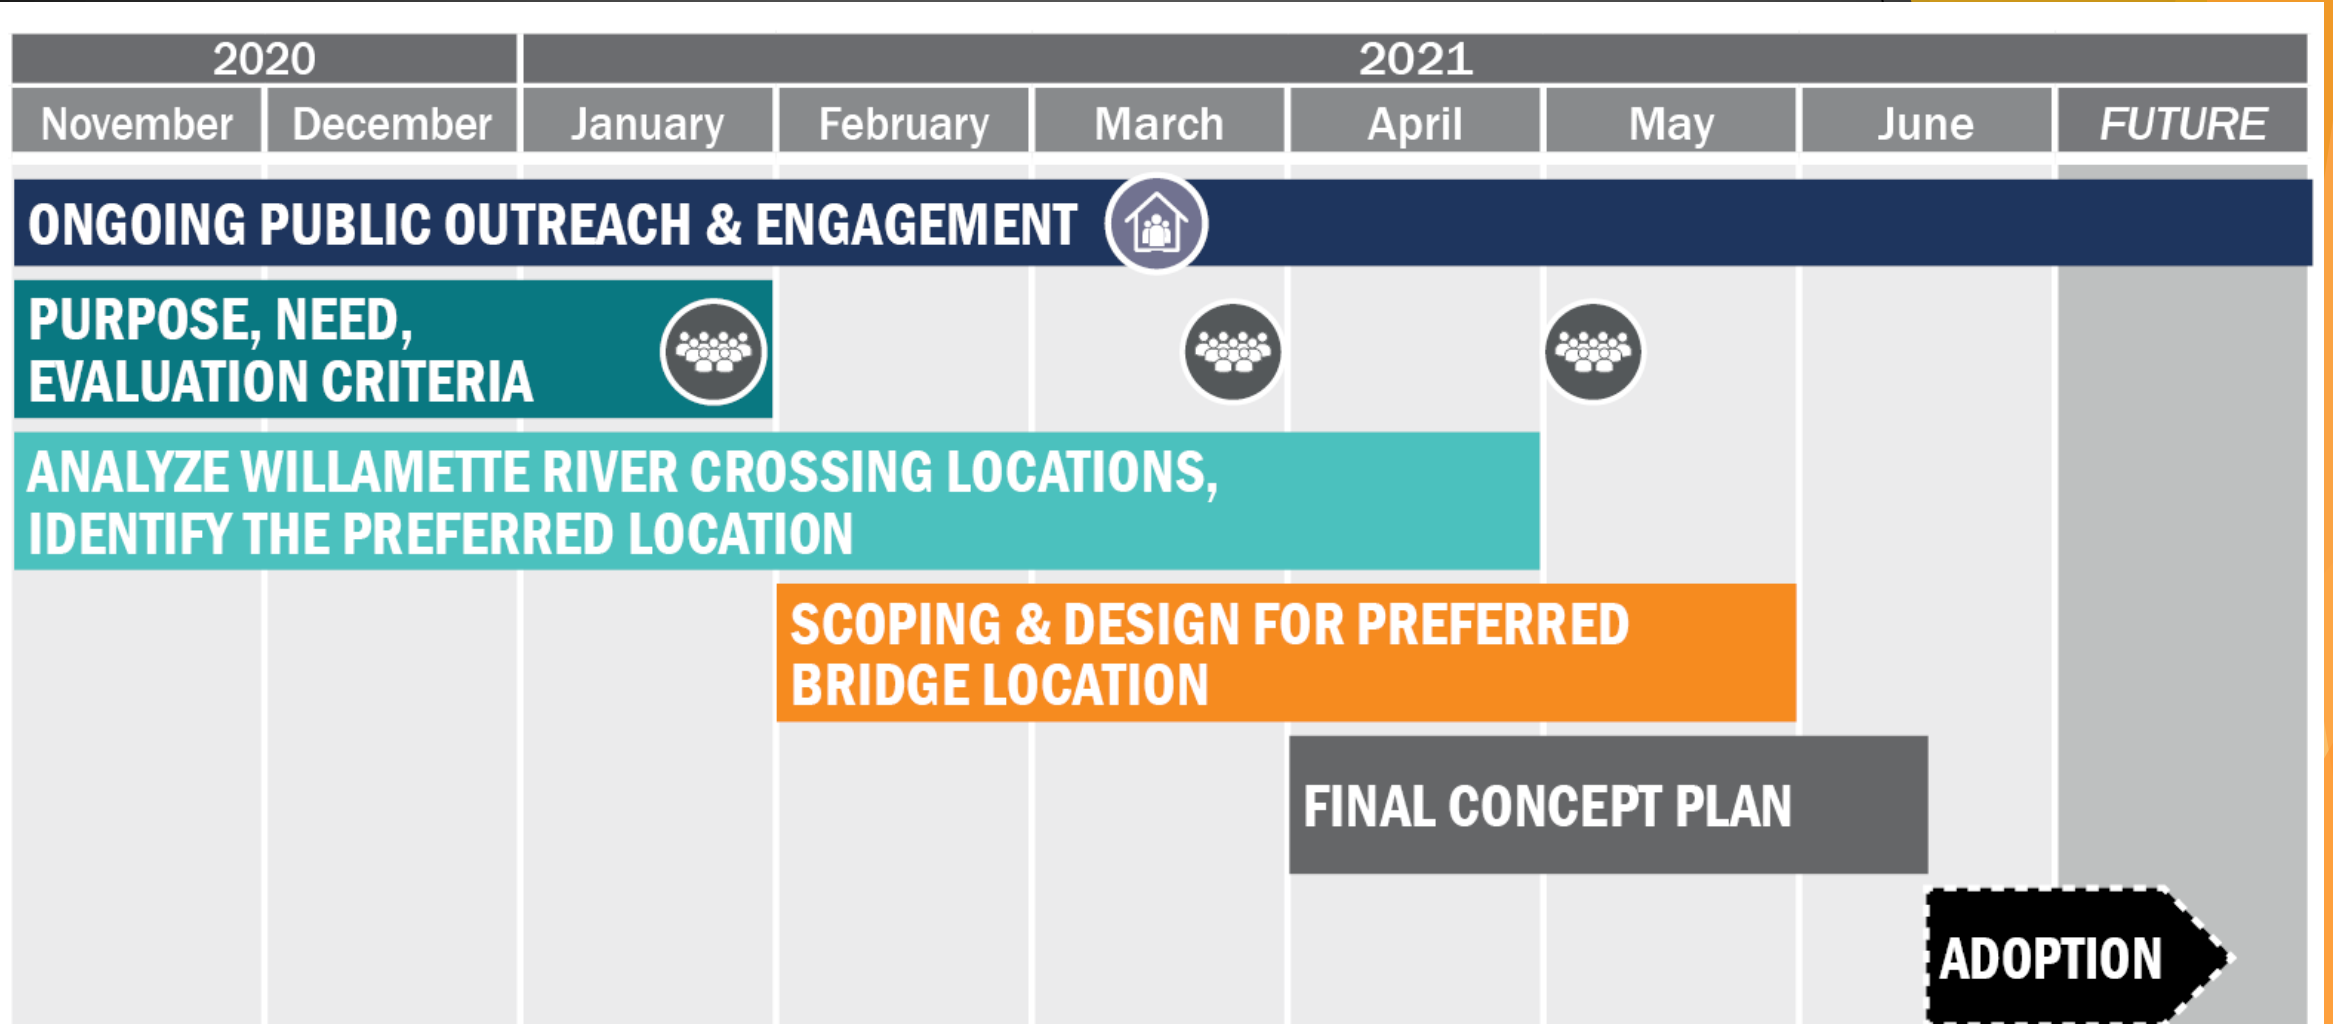 2020
2021
November
December
January
February
March
April
May
June
FUTURE
ONGOING PUBLIC OUTREACH & ENGAGEMENT
PURPOSE, NEED,
EVALUATION CRITERIA
ANALYZE WILLAMETTE RIVER CROSSING LOCATIONS,
IDENTIFY THE PREFERRED LOCATION
SCOPING & DESIGN FOR PREFERRED
BRIDGE LOCATION
FINAL CONCEPT PLAN
ADOPTION